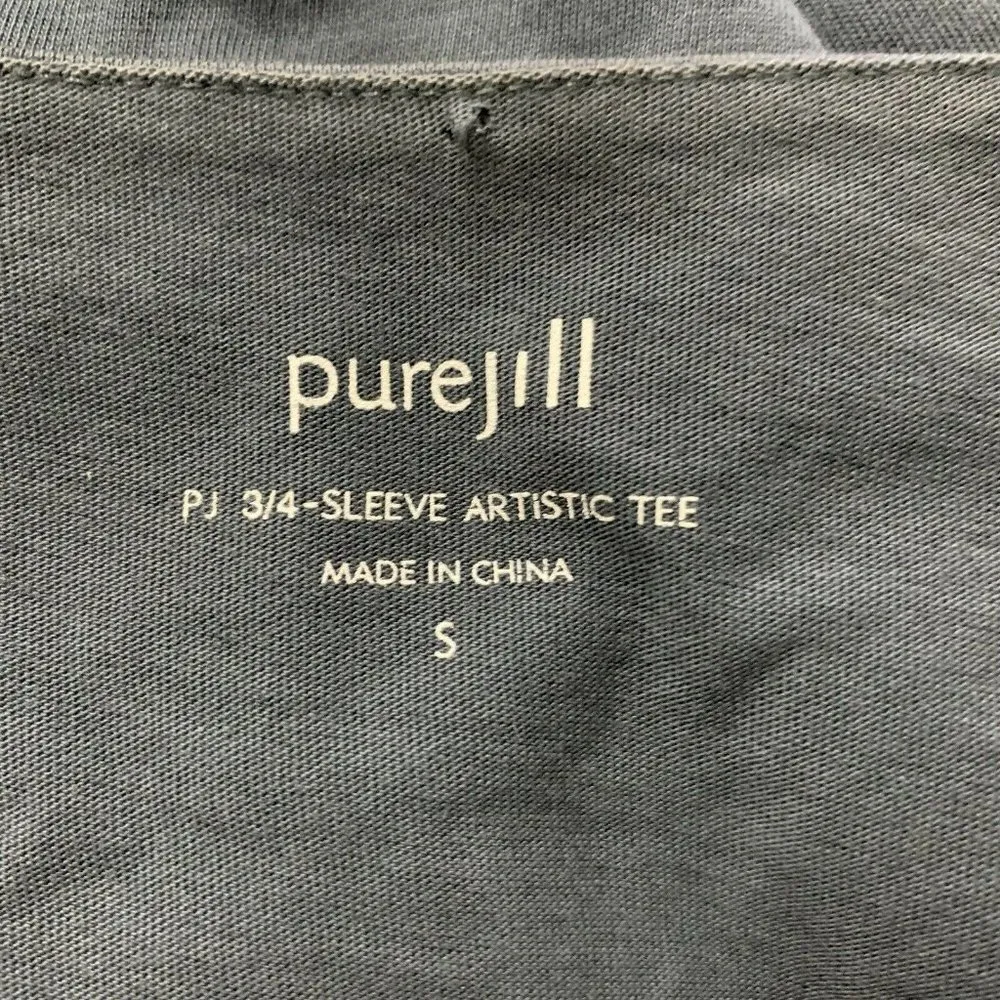 purejill
PJ 3/4-SLEEVE ARTISTIC TEE
MADE IN CHINA
S